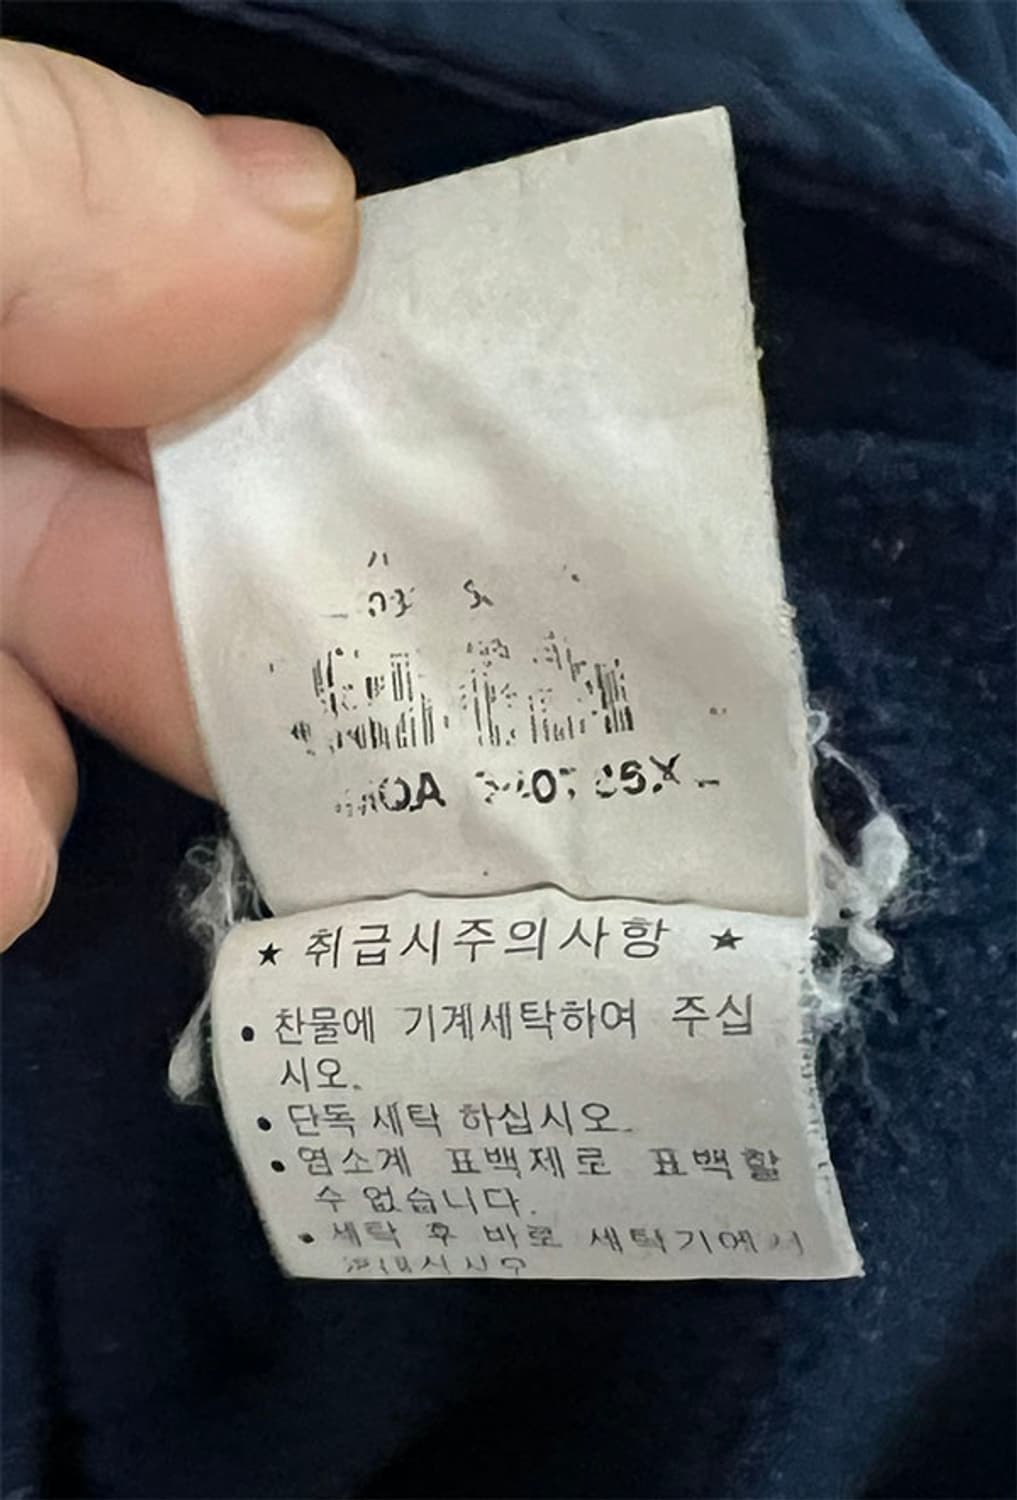 ★ 취급시주의사항 ★
• 찬물에 기계세탁하여 주십
시오.
• 단독 세탁 하십시오.
• 염소계 표백제로 표백할
수 없습니다.
• 세탁 후 바로 세탁기에서